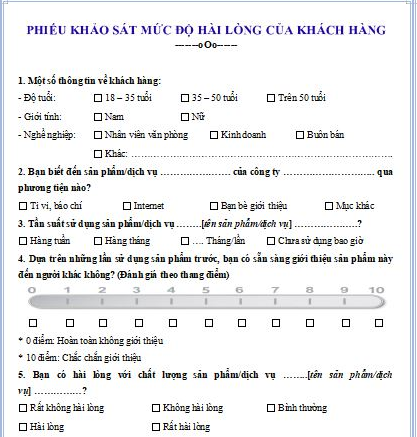 PHIẾU KHẢO SÁT MỨC ĐỘ HÀI LÒNG CỦA KHÁCH HÀNG
-------oOo-------
1. Một số thông tin về khách hàng:
- Độ tuổi: ☐ 18 – 35 tuổi ☐ 35 – 50 tuổi ☐ Trên 50 tuổi
- Giới tính: ☐ Nam ☐ Nữ
- Nghề nghiệp: ☐ Nhân viên văn phòng ☐ Kinh doanh ☐ Buôn bán
☐ Khác: ......................................................................
2. Bạn biết đến sản phẩm/dịch vụ ..................... của công ty ........................... qua
phương tiện nào?
☐ Ti vi, báo chí ☐ Internet ☐ Bạn bè giới thiệu ☐ Mục khác
3. Tần suất sử dụng sản phẩm/dịch vụ ........[tên sản phẩm/dịch vụ] ....................?
☐ Hàng tuần ☐ Hàng tháng ☐ .... Tháng/lần ☐ Chưa sử dụng bao giờ
4. Dựa trên những lần sử dụng sản phẩm trước, bạn có sẵn sàng giới thiệu sản phẩm này
đến người khác không? (Đánh giá theo thang điểm)
0 1 2 3 4 5 6 7 8 9 10
☐ ☐ ☐ ☐ ☐ ☐ ☐ ☐ ☐ ☐ ☐
* 0 điểm: Hoàn toàn không giới thiệu
* 10 điểm: Chắc chắn giới thiệu
5. Bạn có hài lòng với chất lượng sản phẩm/dịch vụ ........[tên sản phẩm/dịch
vụ] ..............?
☐ Rất không hài lòng ☐ Không hài lòng ☐ Bình thường
☐ Hài lòng ☐ Rất hài lòng